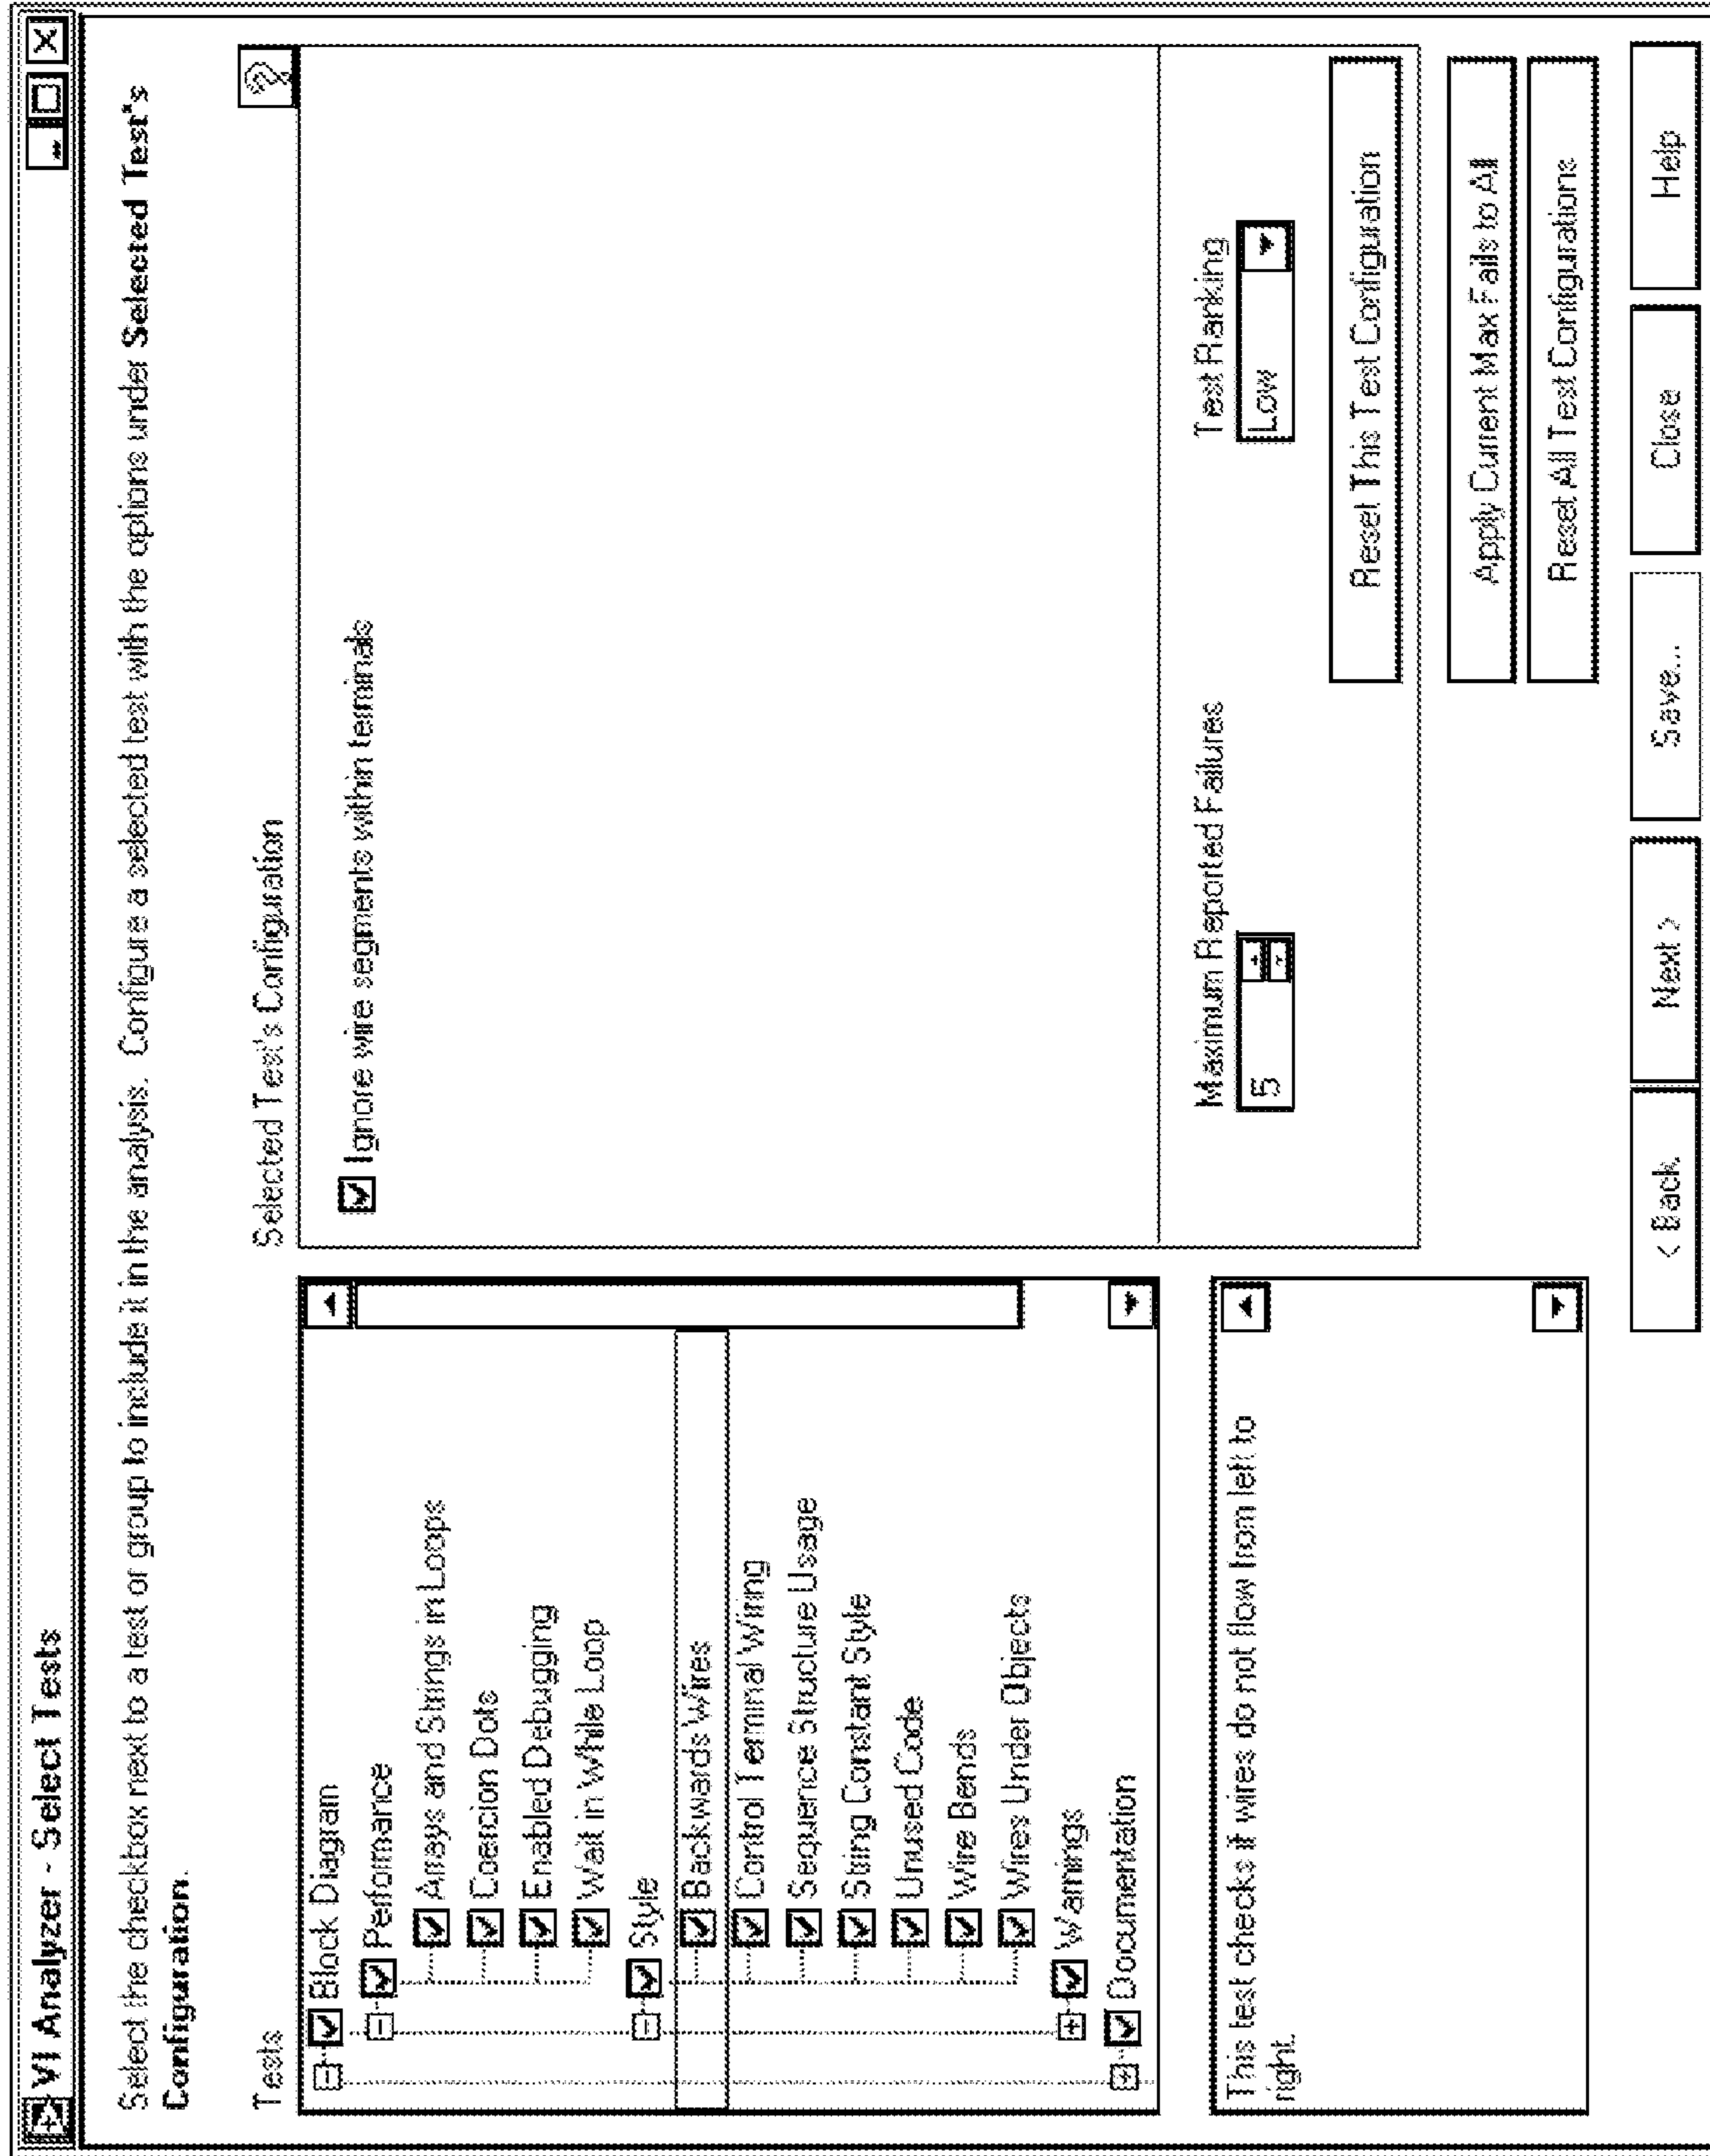 VI Analyzer - Select Tests
Select the checkbox next to a test or group to include it in the analysis. Configure a selected test with the options under Selected Test's
Configuration.
Tests
Block Diagram
Performance
Arrays and Strings in Loops
Coercion Dots
Enabled Debugging
Wait in While Loop
Style
Backwards Wires
Control Terminal Wiring
Sequence Structure Usage
String Constant Style
Unused Code
Wire Bends
Wires Under Objects
Warnings
Documentation
This test checks if wires do not flow from left to
right.
Selected Test's Configuration
?
Ignore wire segments within terminals
Maximum Reported Failures
5
Test Ranking
Low
Reset This Test Configuration
Apply Current Max Fails to All
Reset All Test Configurations
< Back
Next >
Save...
Close
Help